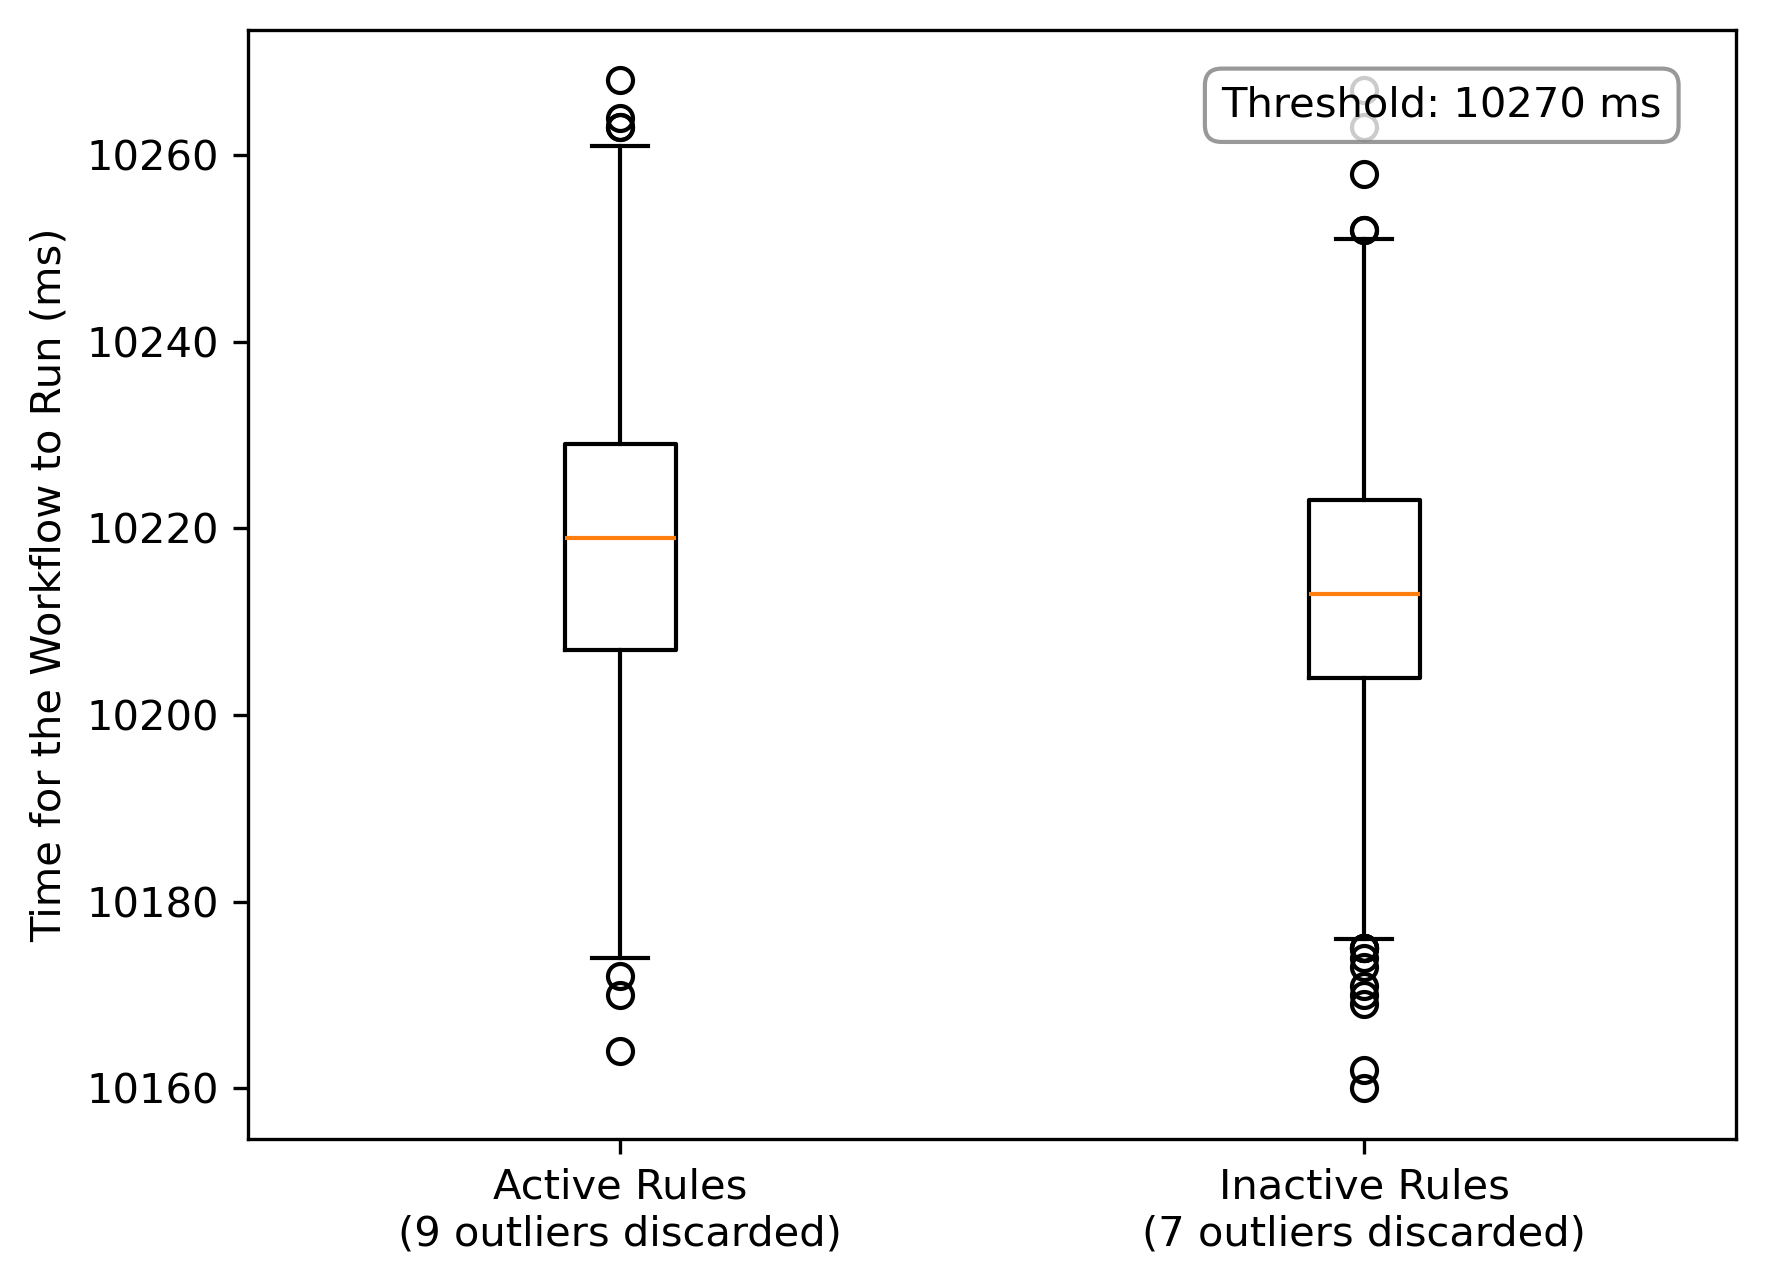 Threshold: 10270 ms
Time for the Workflow to Run (ms)
10260
10240
10220
10200
10180
10160
Active Rules
(9 outliers discarded)
Inactive Rules
(7 outliers discarded)